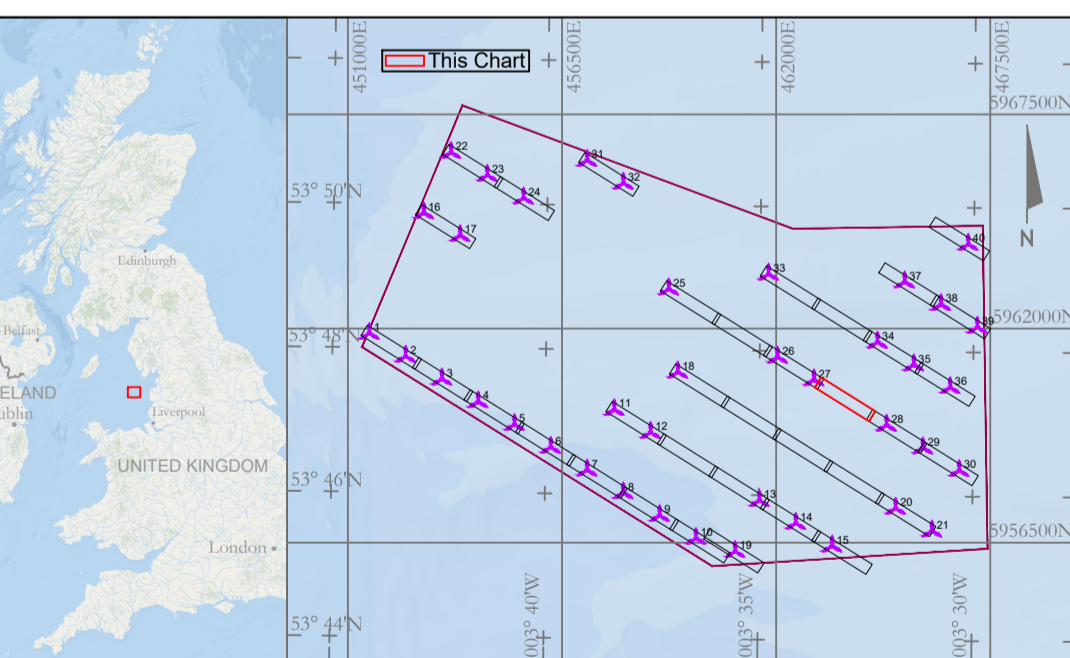 Edinburgh
Belfast
ELAND
ublin
Liverpool
UNITED KINGDOM
London
This Chart
451000E
456500E
462000E
467500E
5967500N
5962000N
5956500N
53° 50'N
53° 48'N
53° 46'N
53° 44'N
003° 40'W
003° 35'W
003° 30'W
N
22
23
24
31
32
16
17
40
37
38
39
33
34
35
36
25
26
27
28
29
30
18
20
21
11
12
13
14
15
1
2
3
4
5
6
7
8
9
10
19